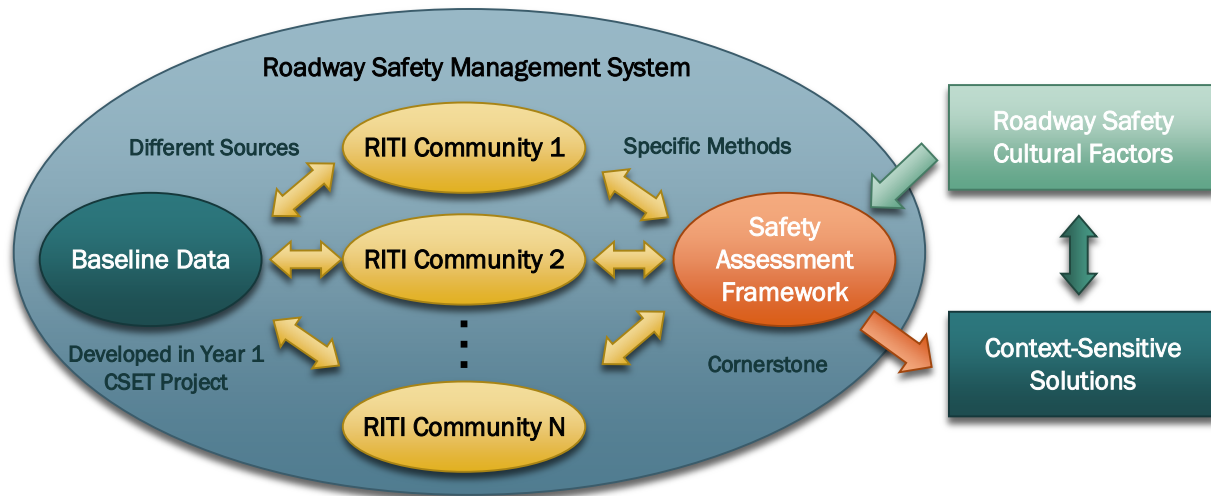 Roadway Safety Management System
Different Sources
RITI Community 1
Specific Methods
Roadway Safety
Cultural Factors
Baseline Data
RITI Community 2
Safety
Assessment
Framework
Developed in Year 1
CSET Project
Cornerstone
Context-Sensitive
Solutions
RITI Community N